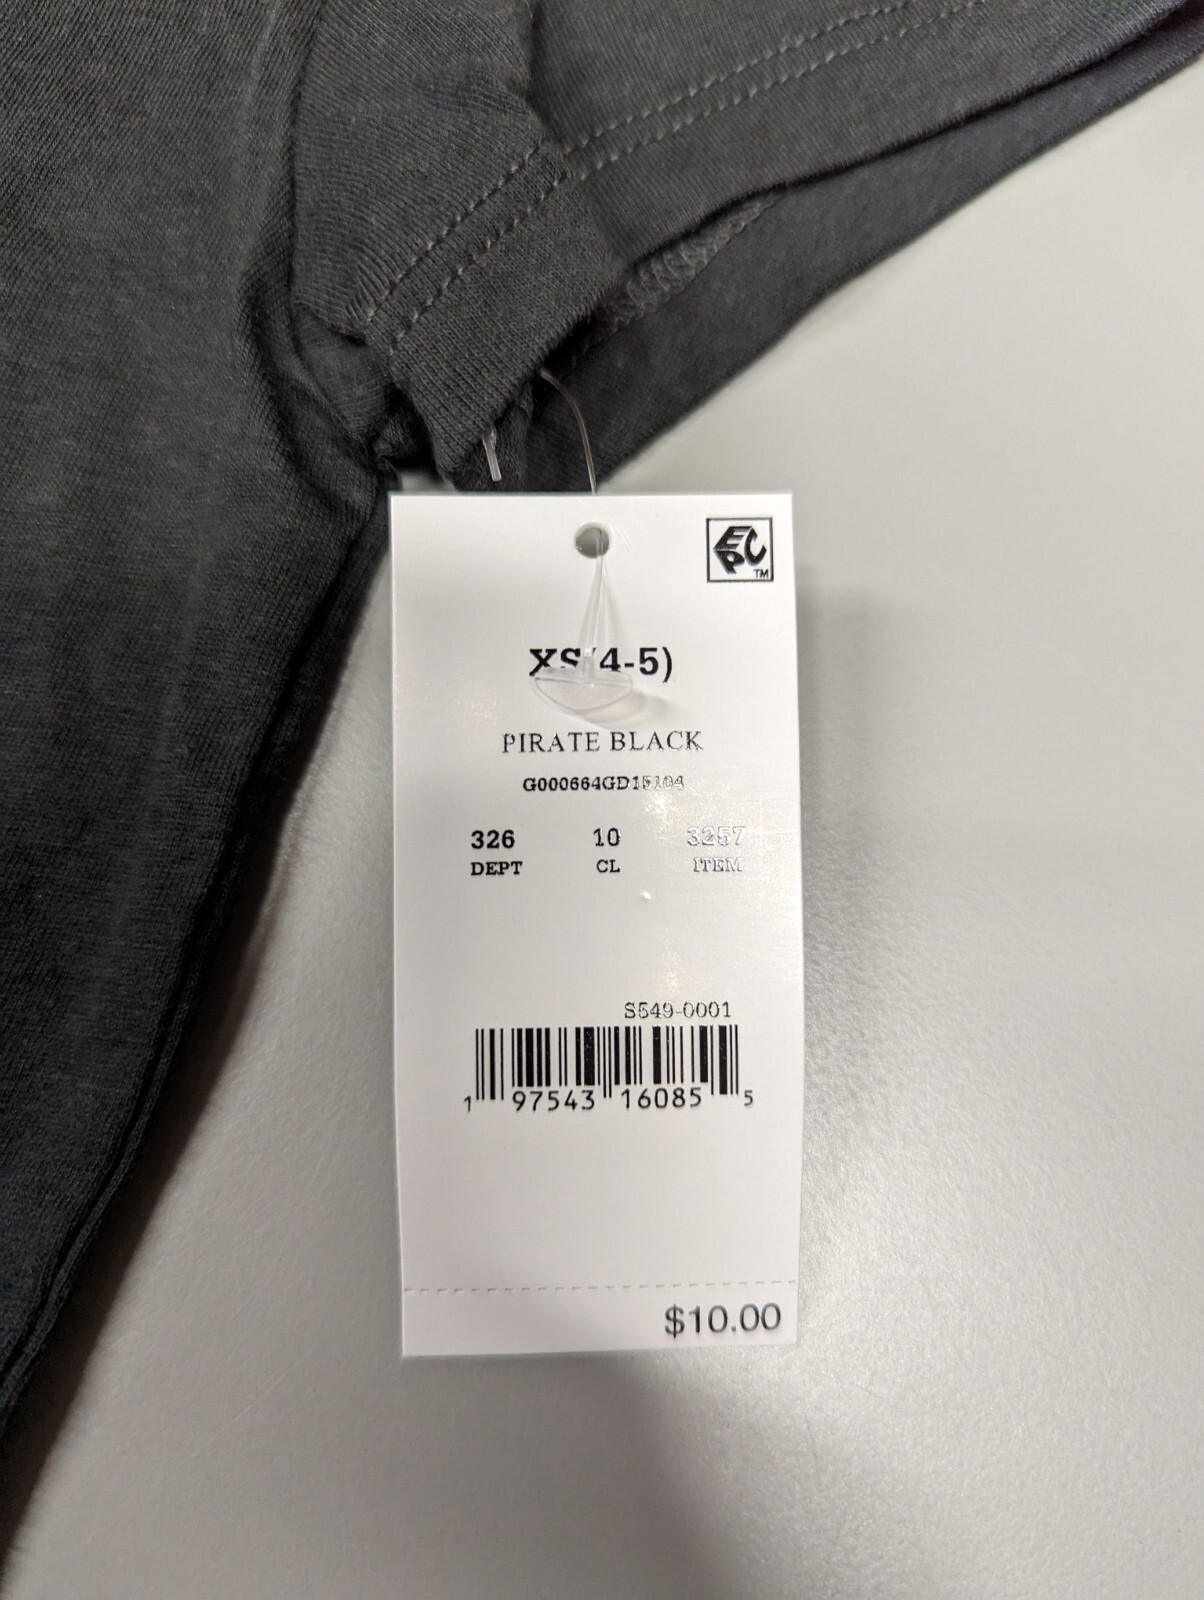 EPC
TM
XS(4-5)
PIRATE BLACK
G000664GD15104
326 10 3257
DEPT CL ITEM
S549-0001
1 97543 16085 5
$10.00